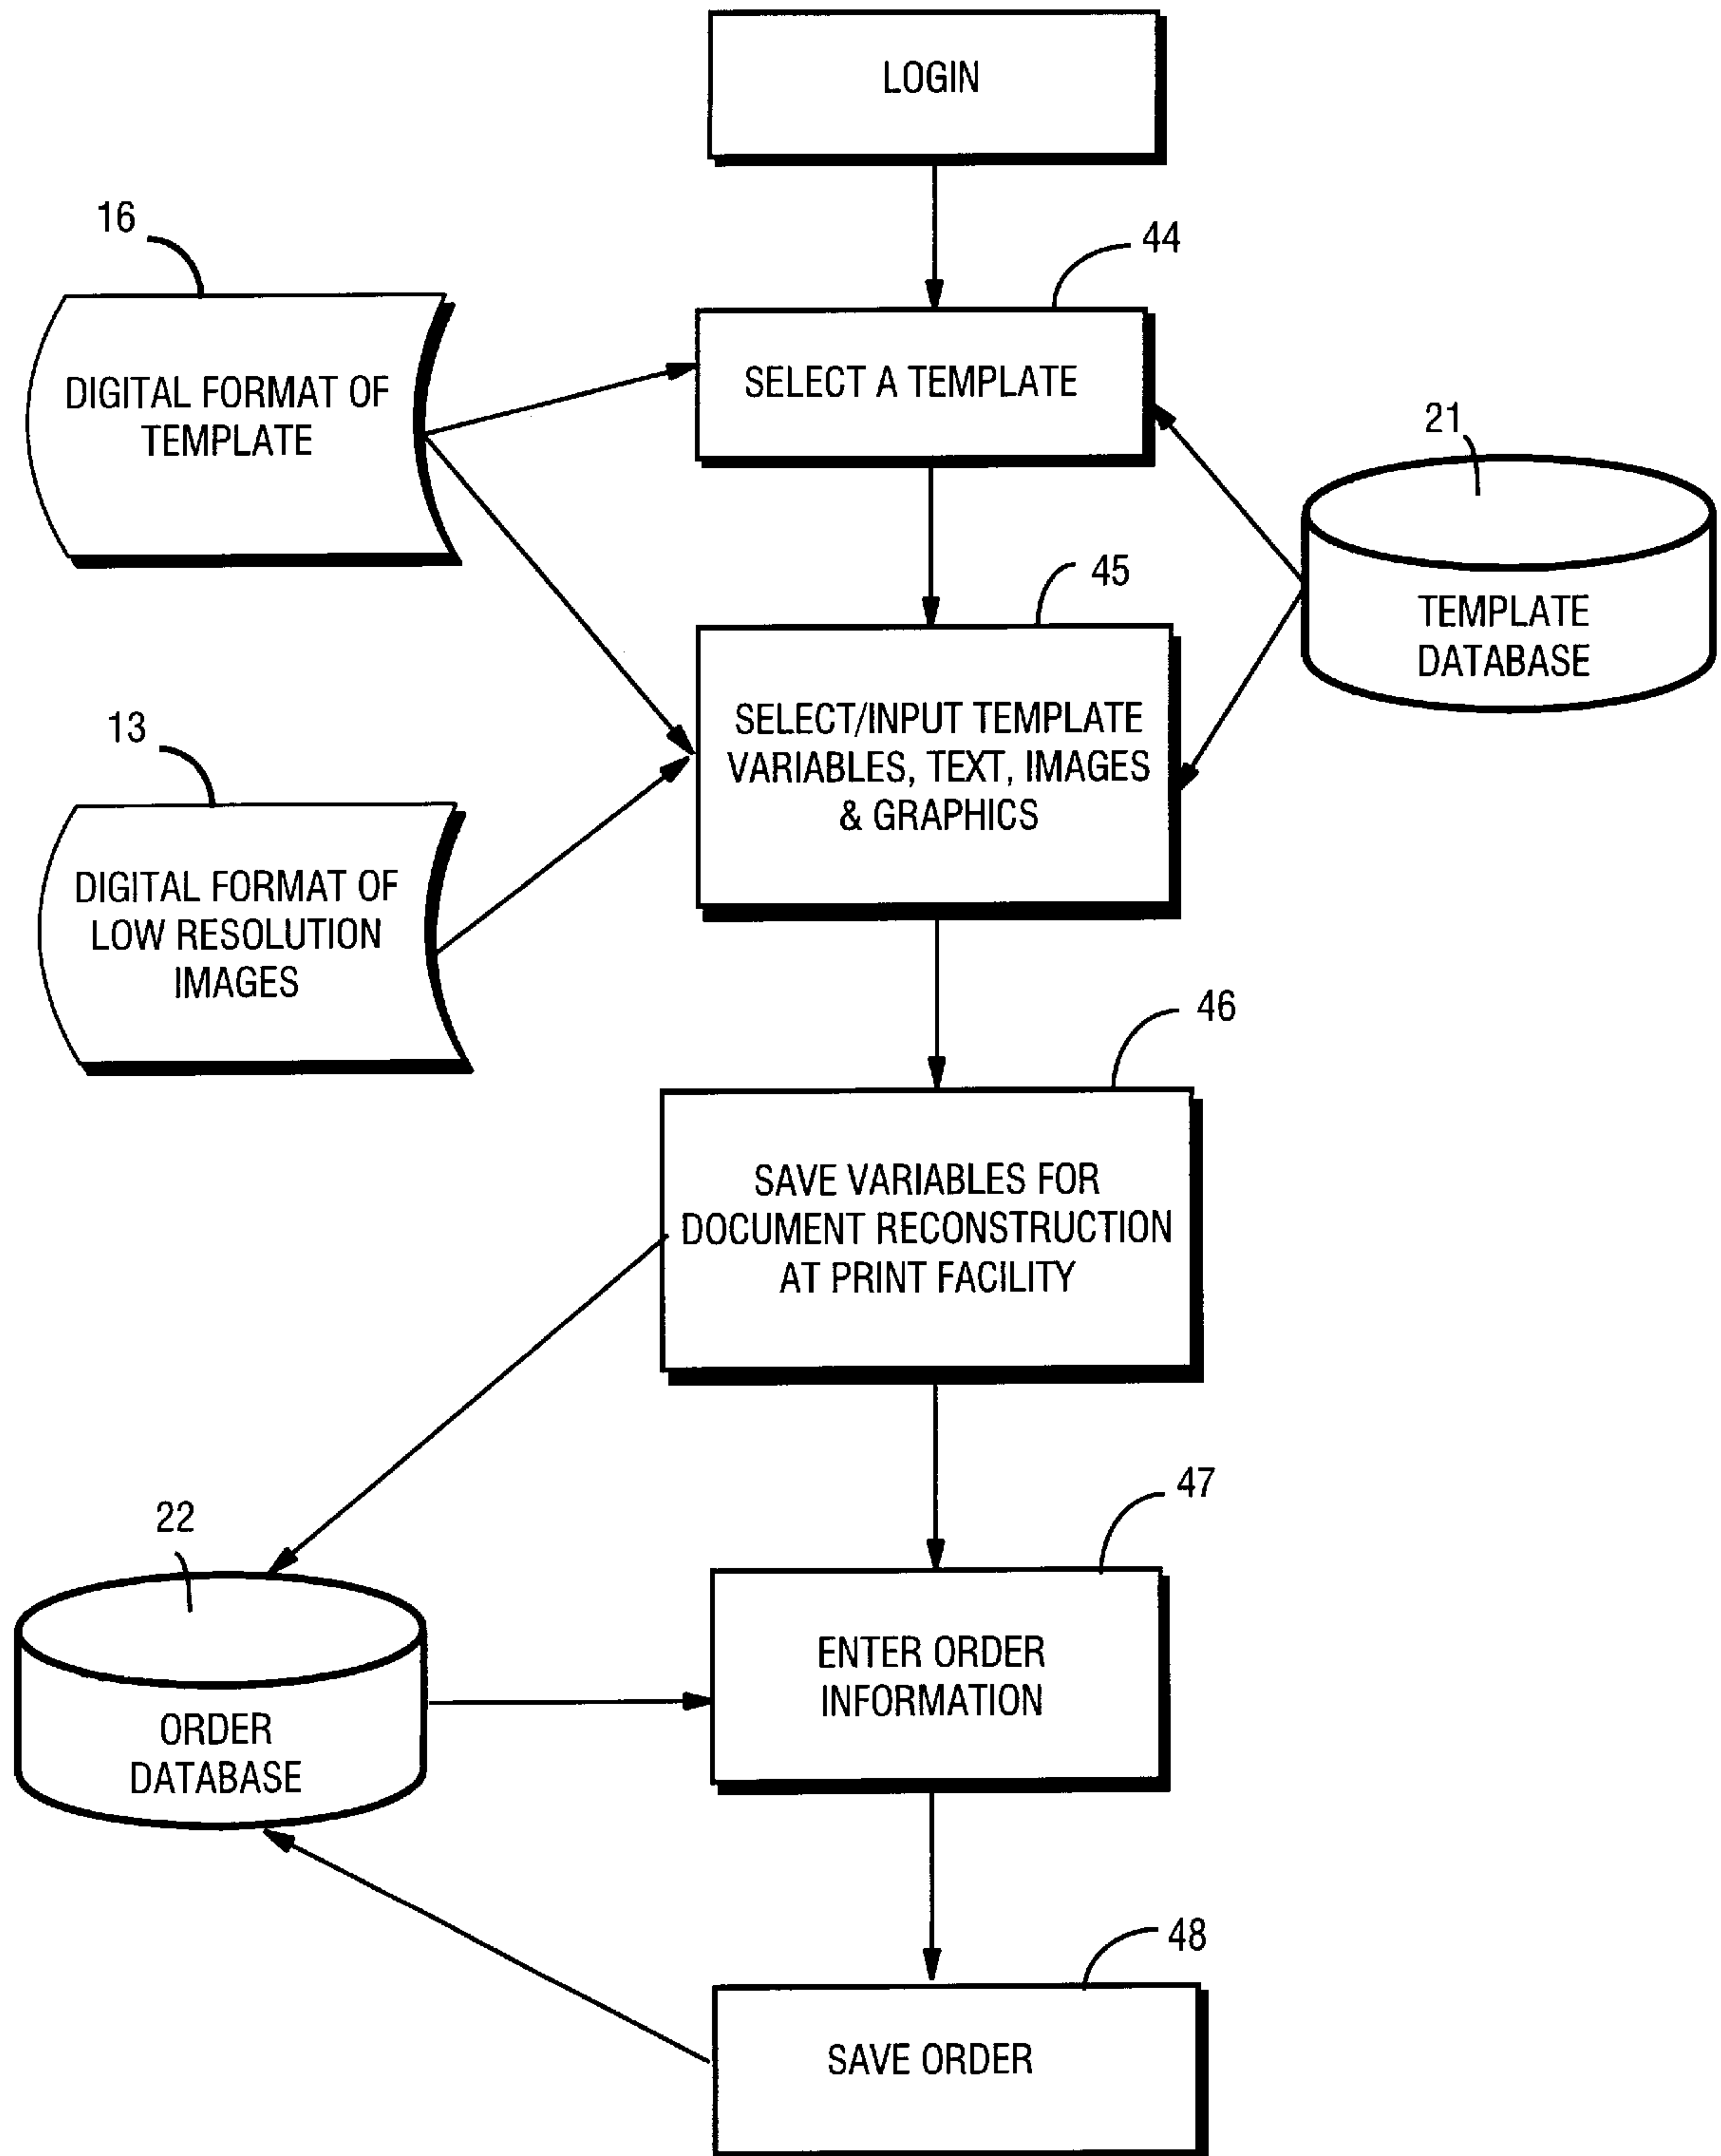 LOGIN
16
44
DIGITAL FORMAT OF
TEMPLATE
SELECT A TEMPLATE
21
TEMPLATE
DATABASE
45
SELECT/INPUT TEMPLATE
VARIABLES, TEXT, IMAGES
& GRAPHICS
13
DIGITAL FORMAT OF
LOW RESOLUTION
IMAGES
46
SAVE VARIABLES FOR
DOCUMENT RECONSTRUCTION
AT PRINT FACILITY
22
ORDER
DATABASE
47
ENTER ORDER
INFORMATION
48
SAVE ORDER